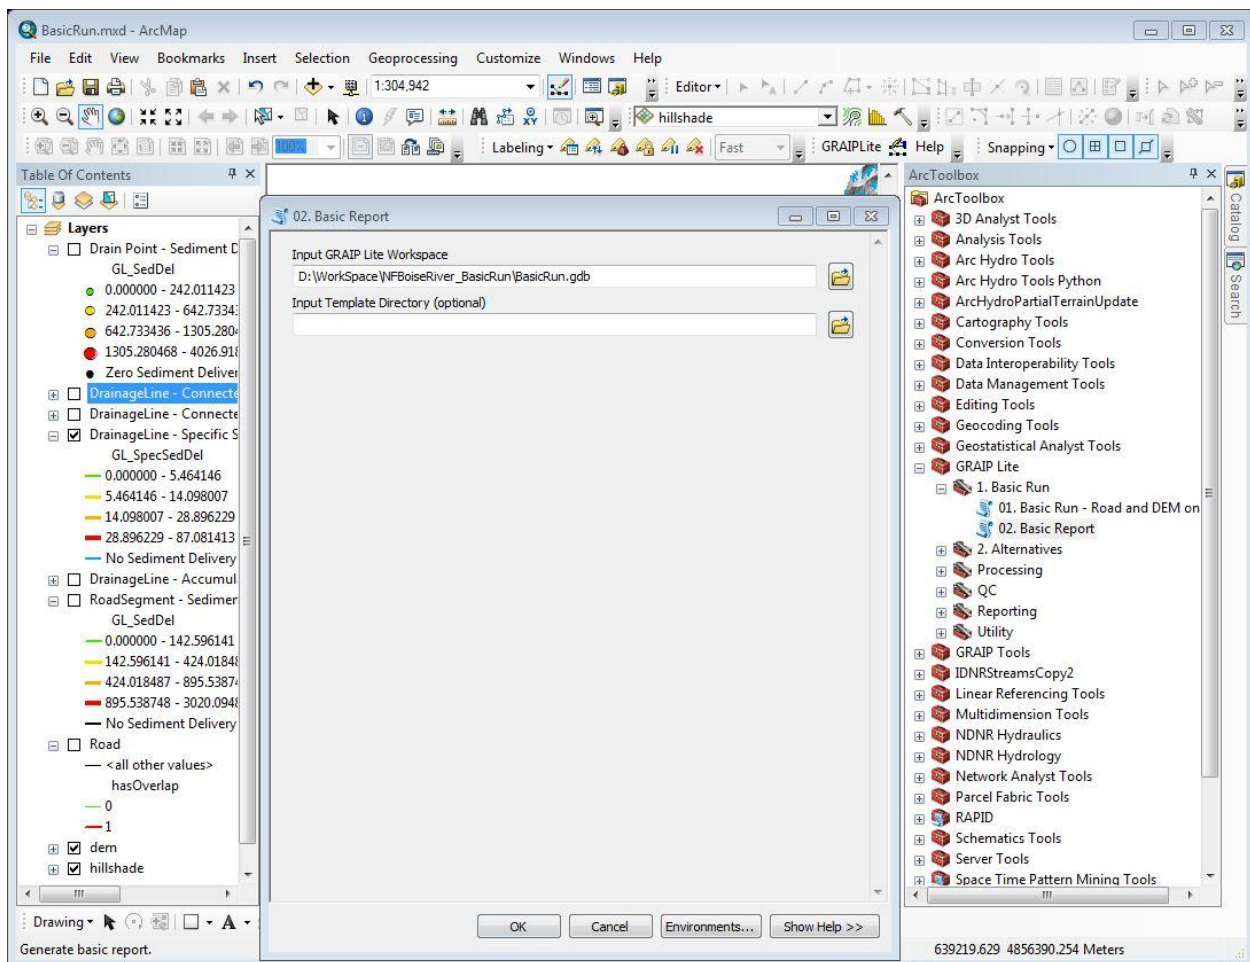 BasicRun.mxd - ArcMap
File Edit View Bookmarks Insert Selection Geoprocessing Customize Windows Help
1:304,942 Editor
hillshade
100% Labeling Fast GRAIPLite Help Snapping
Table Of Contents
Layers
Drain Point - Sediment D
GL_SedDel
0.000000 - 242.011423
242.011423 - 642.73343
642.733436 - 1305.2804
1305.280468 - 4026.918
Zero Sediment Deliver
DrainageLine - Connecte
DrainageLine - Connecte
DrainageLine - Specific S
GL_SpecSedDel
0.000000 - 5.464146
5.464146 - 14.098007
14.098007 - 28.896229
28.896229 - 87.081413
No Sediment Delivery
DrainageLine - Accumul
RoadSegment - Sedimen
GL_SedDel
0.000000 - 142.596141
142.596141 - 424.01848
424.018487 - 895.53874
895.538748 - 3020.0948
No Sediment Delivery
Road
<all other values>
hasOverlap
0
1
dem
hillshade
Drawing A
Generate basic report.
02. Basic Report
Input GRAIP Lite Workspace
D:\WorkSpace\NFBoiseRiver_BasicRun\BasicRun.gdb
Input Template Directory (optional)
OK Cancel Environments... Show Help >>
ArcToolbox
ArcToolbox
3D Analyst Tools
Analysis Tools
Arc Hydro Tools
Arc Hydro Tools Python
ArcHydroPartialTerrainUpdate
Cartography Tools
Conversion Tools
Data Interoperability Tools
Data Management Tools
Editing Tools
Geocoding Tools
Geostatistical Analyst Tools
GRAIP Lite
1. Basic Run
01. Basic Run - Road and DEM on
02. Basic Report
2. Alternatives
Processing
QC
Reporting
Utility
GRAIP Tools
IDNRStreamsCopy2
Linear Referencing Tools
Multidimension Tools
NDNR Hydraulics
NDNR Hydrology
Network Analyst Tools
Parcel Fabric Tools
RAPID
Schematics Tools
Server Tools
Space Time Pattern Mining Tools
Catalog
Search
639219.629 4856390.254 Meters